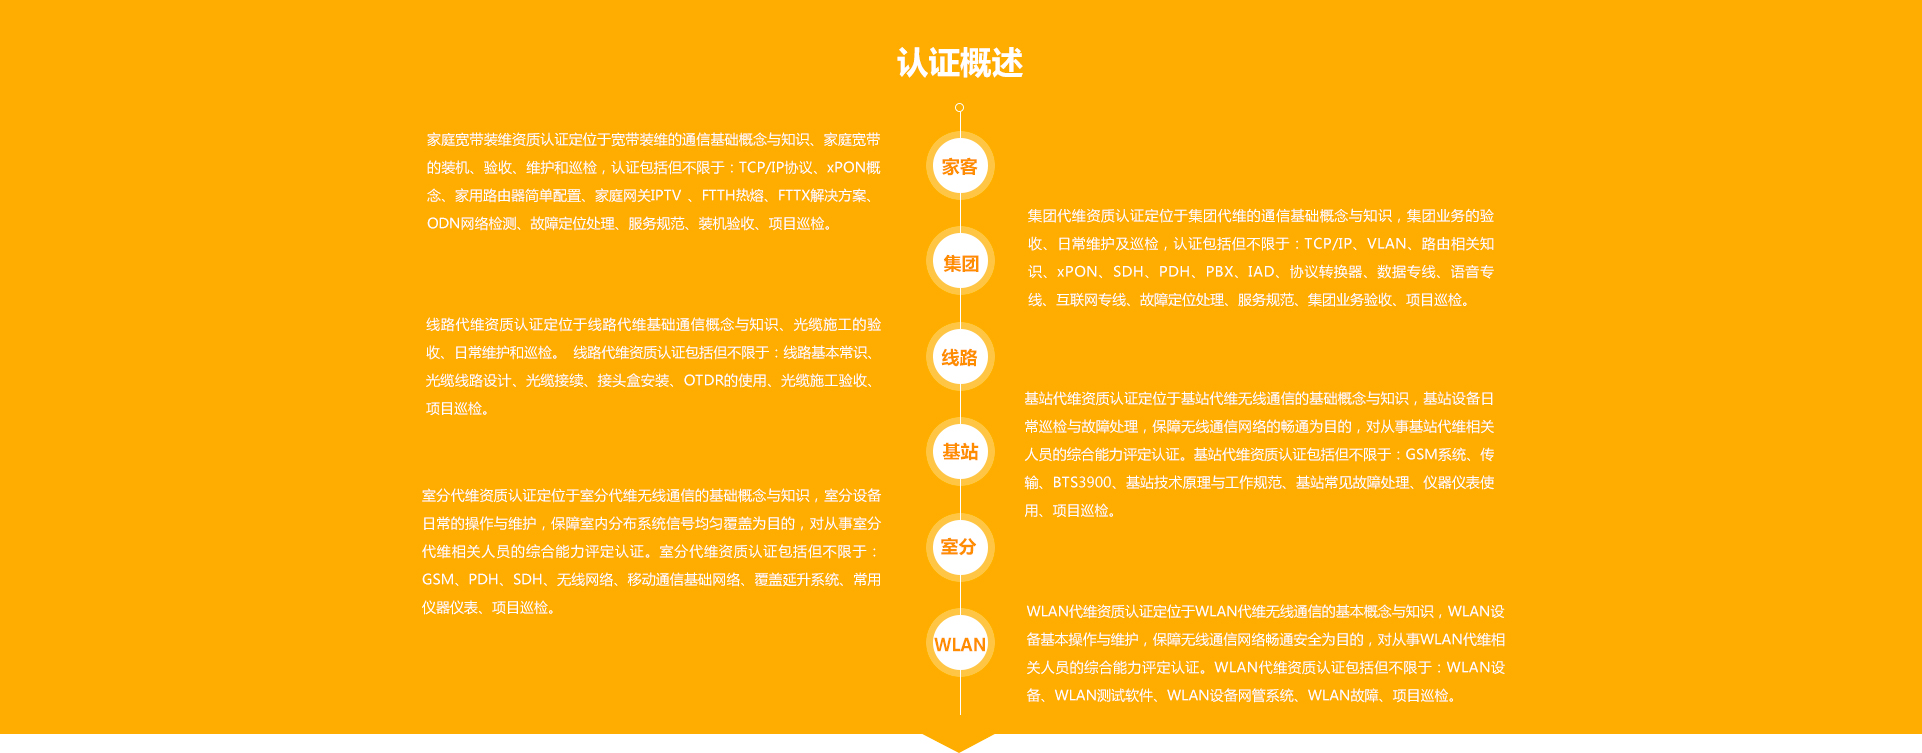 认证概述
家庭宽带装维资质认证定位于宽带装维的通信基础概念与知识、家庭宽带
的装机、验收、维护和巡检，认证包括但不限于：TCP/IP协议、xPON概
念、家用路由器简单配置、家庭网关IPTV 、FTTH热熔、FTTX解决方案、
ODN网络检测、故障定位处理、服务规范、装机验收、项目巡检。
家客
集团代维资质认证定位于集团代维的通信基础概念与知识，集团业务的验
收、日常维护及巡检，认证包括但不限于：TCP/IP、VLAN、路由相关知
识、xPON、SDH、PDH、PBX、IAD、协议转换器、数据专线、语音专
线、互联网专线、故障定位处理、服务规范、集团业务验收、项目巡检。
集团
线路代维资质认证定位于线路代维基础通信概念与知识、光缆施工的验
收、日常维护和巡检。 线路代维资质认证包括但不限于：线路基本常识、
光缆线路设计、光缆接续、接头盒安装、OTDR的使用、光缆施工验收、
项目巡检。
线路
基站代维资质认证定位于基站代维无线通信的基础概念与知识，基站设备日
常巡检与故障处理，保障无线通信网络的畅通为目的，对从事基站代维相关
人员的综合能力评定认证。基站代维资质认证包括但不限于：GSM系统、传
输、BTS3900、基站技术原理与工作规范、基站常见故障处理、仪器仪表使
用、项目巡检。
基站
室分代维资质认证定位于室分代维无线通信的基础概念与知识，室分设备
日常的操作与维护，保障室内分布系统信号均匀覆盖为目的，对从事室分
代维相关人员的综合能力评定认证。室分代维资质认证包括但不限于：
GSM、PDH、SDH、无线网络、移动通信基础网络、覆盖延升系统、常用
仪器仪表、项目巡检。
室分
WLAN代维资质认证定位于WLAN代维无线通信的基本概念与知识，WLAN设
备基本操作与维护，保障无线通信网络畅通安全为目的，对从事WLAN代维相
关人员的综合能力评定认证。WLAN代维资质认证包括但不限于：WLAN设
备、WLAN测试软件、WLAN设备网管系统、WLAN故障、项目巡检。
WLAN